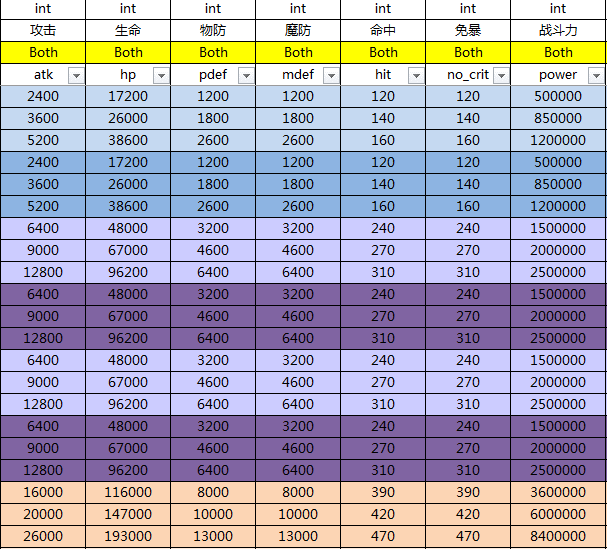 int int int int int int int
攻击 生命 物防 魔防 命中 免暴 战斗力
Both Both Both Both Both Both Both
atk hp pdef mdef hit no_crit power
2400 17200 1200 1200 120 120 500000
3600 26000 1800 1800 140 140 850000
5200 38600 2600 2600 160 160 1200000
2400 17200 1200 1200 120 120 500000
3600 26000 1800 1800 140 140 850000
5200 38600 2600 2600 160 160 1200000
6400 48000 3200 3200 240 240 1500000
9000 67000 4600 4600 270 270 2000000
12800 96200 6400 6400 310 310 2500000
6400 48000 3200 3200 240 240 1500000
9000 67000 4600 4600 270 270 2000000
12800 96200 6400 6400 310 310 2500000
6400 48000 3200 3200 240 240 1500000
9000 67000 4600 4600 270 270 2000000
12800 96200 6400 6400 310 310 2500000
6400 48000 3200 3200 240 240 1500000
9000 67000 4600 4600 270 270 2000000
12800 96200 6400 6400 310 310 2500000
16000 116000 8000 8000 390 390 3600000
20000 147000 10000 10000 420 420 6000000
26000 193000 13000 13000 470 470 8400000